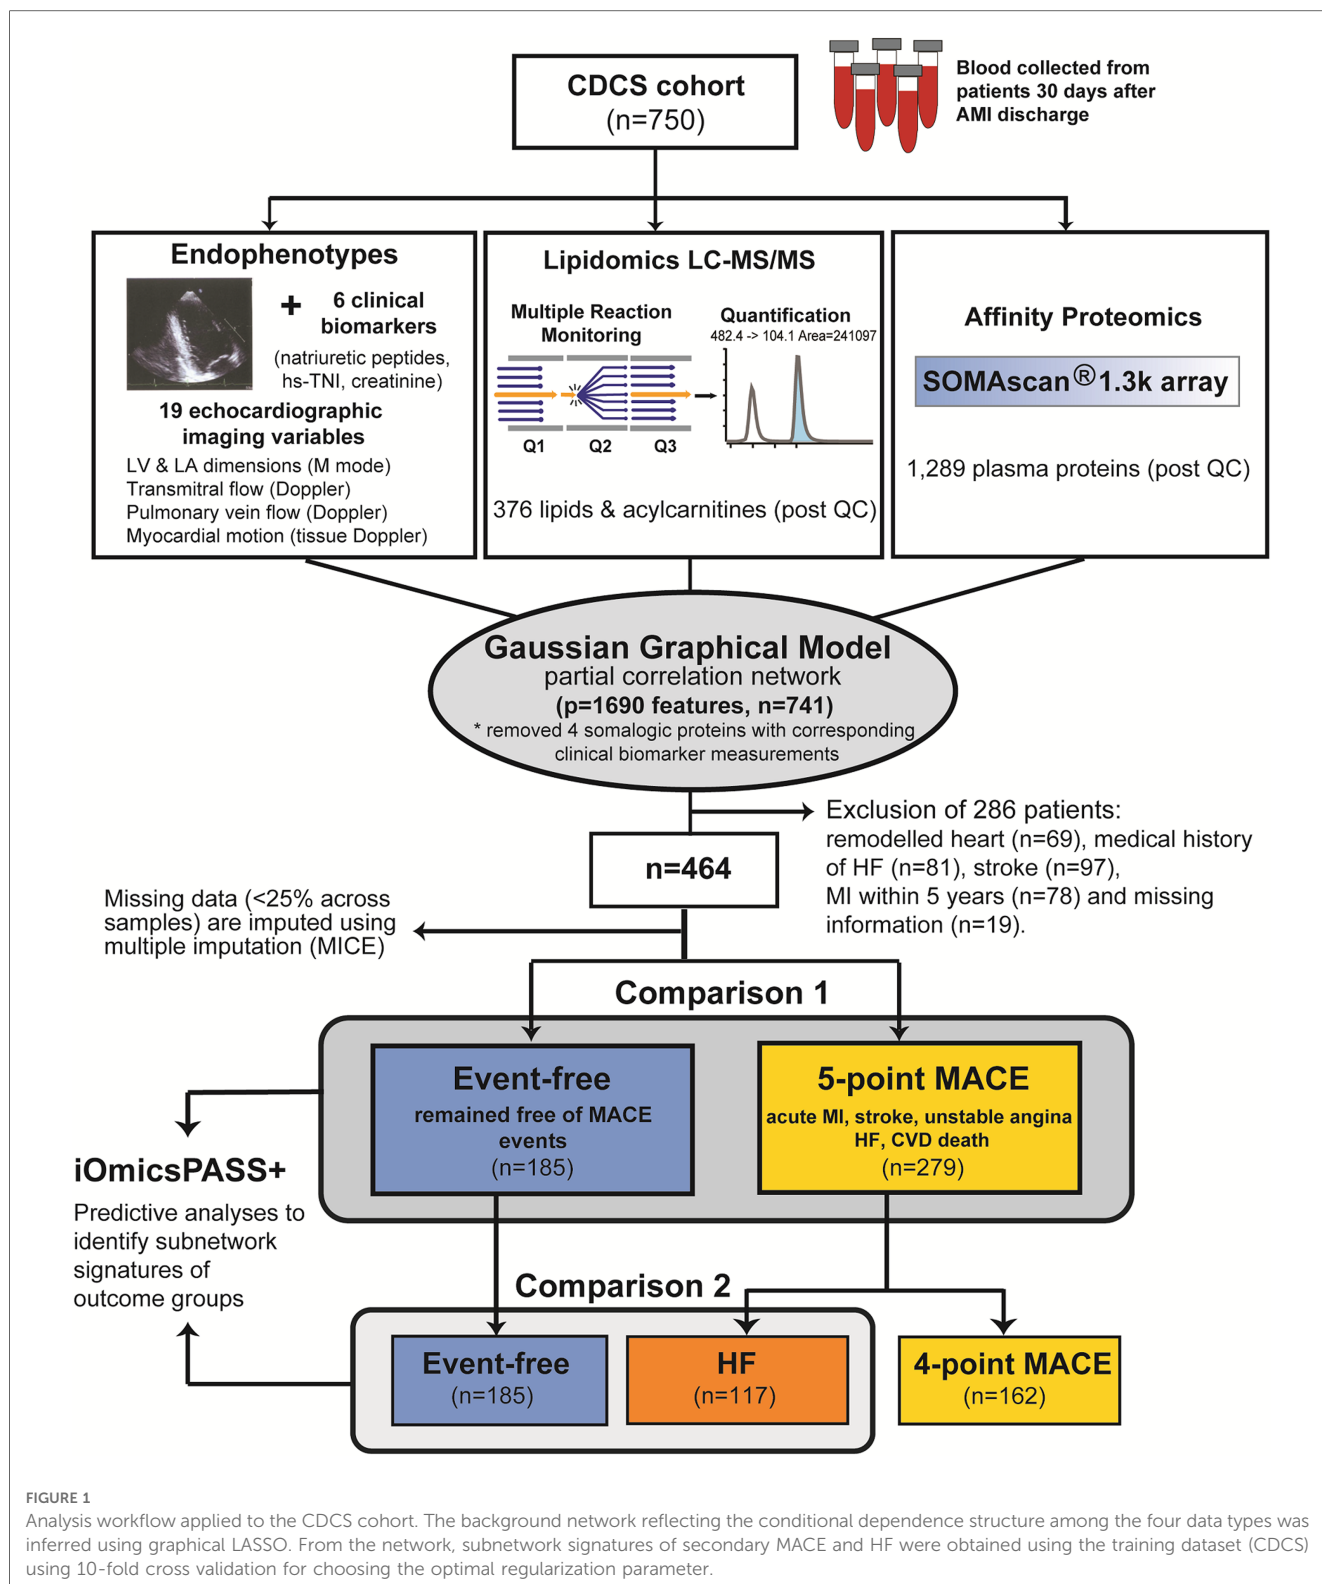 CDCS cohort
(n=750)
Blood collected from
patients 30 days after
AMI discharge
Endophenotypes
+
6 clinical
biomarkers
(natriuretic peptides,
hs-TNI, creatinine)
19 echocardiographic
imaging variables
LV & LA dimensions (M mode)
Transmitral flow (Doppler)
Pulmonary vein flow (Doppler)
Myocardial motion (tissue Doppler)
Lipidomics LC-MS/MS
Multiple Reaction
Monitoring
Q1 Q2 Q3
Quantification
482.4 -> 104.1 Area=241097
376 lipids & acylcarnitines (post QC)
Affinity Proteomics
SOMAscan®1.3k array
1,289 plasma proteins (post QC)
Gaussian Graphical Model
partial correlation network
(p=1690 features, n=741)
* removed 4 somalogic proteins with corresponding
clinical biomarker measurements
Exclusion of 286 patients:
remodelled heart (n=69), medical history
of HF (n=81), stroke (n=97),
MI within 5 years (n=78) and missing
information (n=19).
n=464
Missing data (<25% across
samples) are imputed using
multiple imputation (MICE)
Comparison 1
Event-free
remained free of MACE
events
(n=185)
5-point MACE
acute MI, stroke, unstable angina
HF, CVD death
(n=279)
iOmicsPASS+
Predictive analyses to
identify subnetwork
signatures of
outcome groups
Comparison 2
Event-free
(n=185)
HF
(n=117)
4-point MACE
(n=162)
FIGURE 1
Analysis workflow applied to the CDCS cohort. The background network reflecting the conditional dependence structure among the four data types was
inferred using graphical LASSO. From the network, subnetwork signatures of secondary MACE and HF were obtained using the training dataset (CDCS)
using 10-fold cross validation for choosing the optimal regularization parameter.